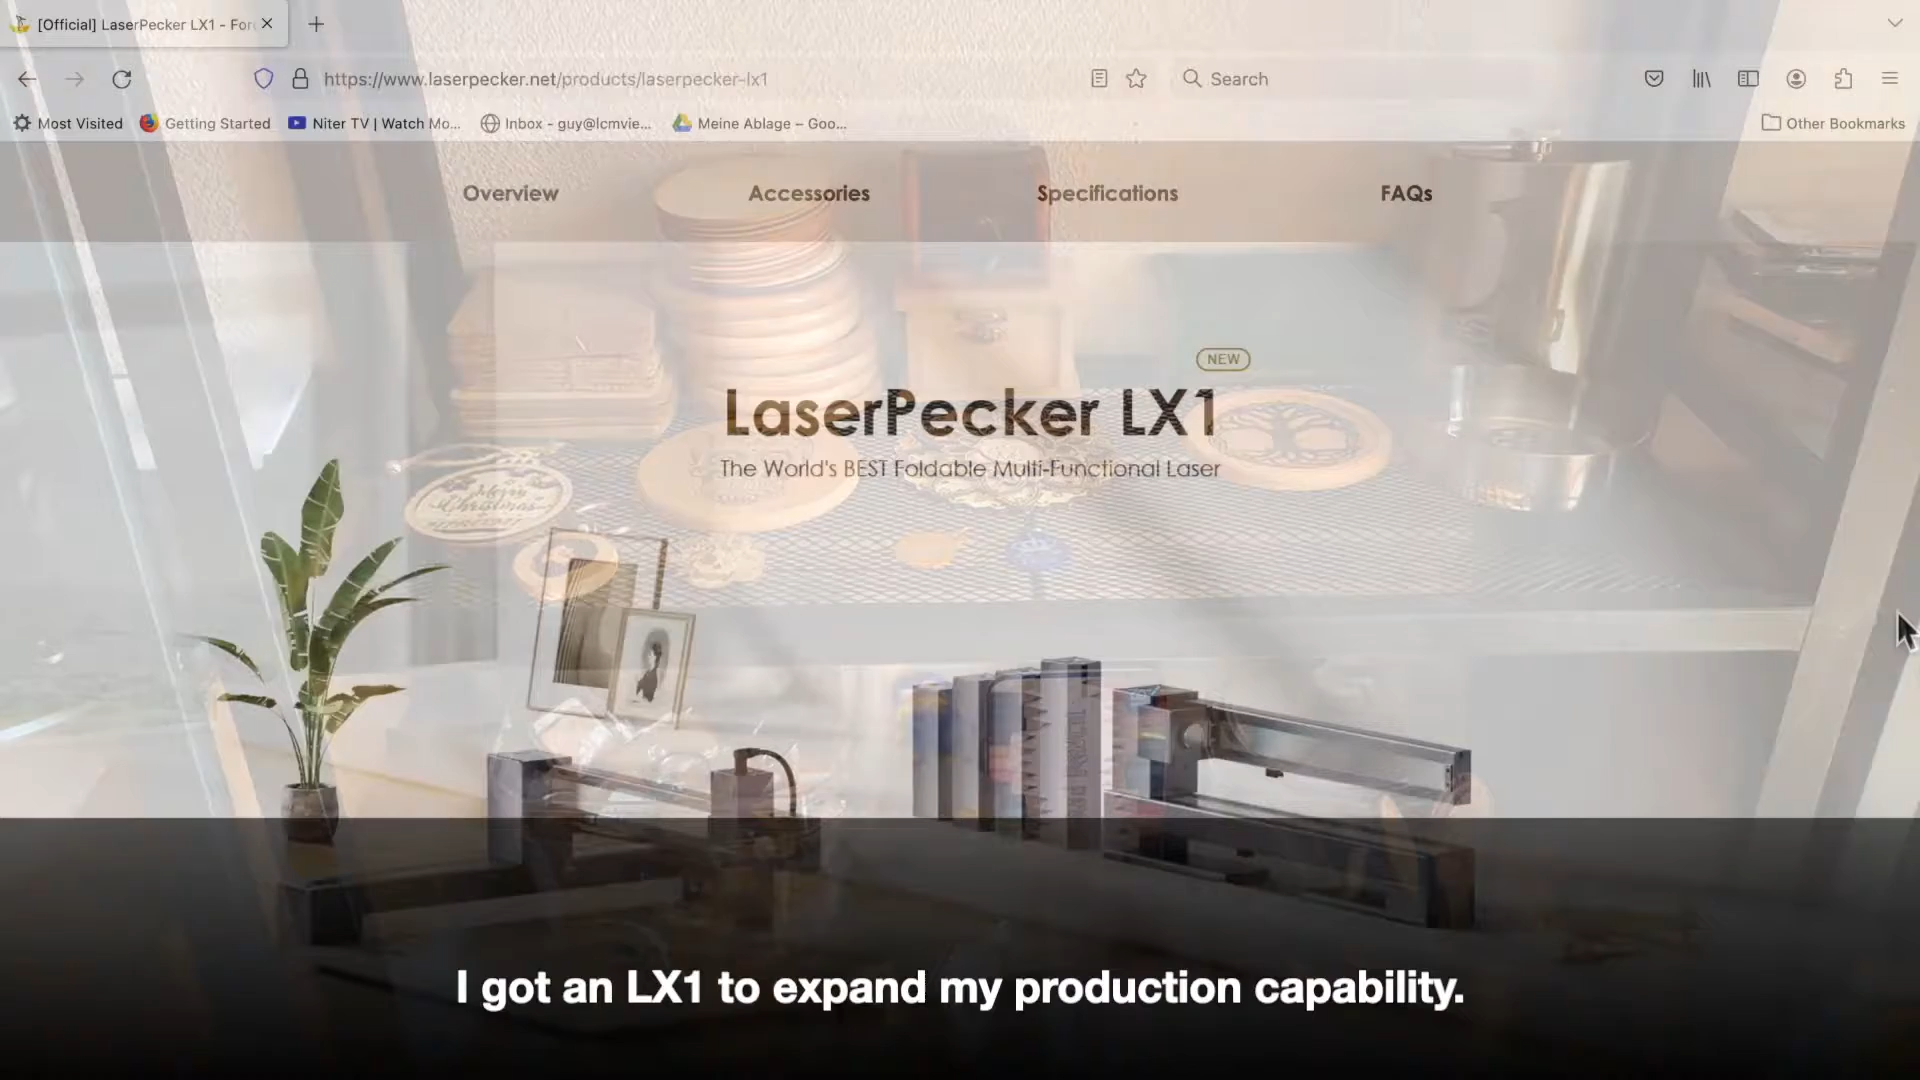 [Official] LaserPecker LX1 - For
https://www.laserpecker.net/products/laserpecker-lx1
Search
Most Visited
Getting Started
Niter TV | Watch Mo...
Inbox - guy@lcmvie...
Meine Ablage – Goo...
Other Bookmarks
Overview
Accessories
Specifications
FAQs
NEW
LaserPecker LX1
The World's BEST Foldable Multi-Functional Laser
Merry
Christmas
I got an LX1 to expand my production capability.